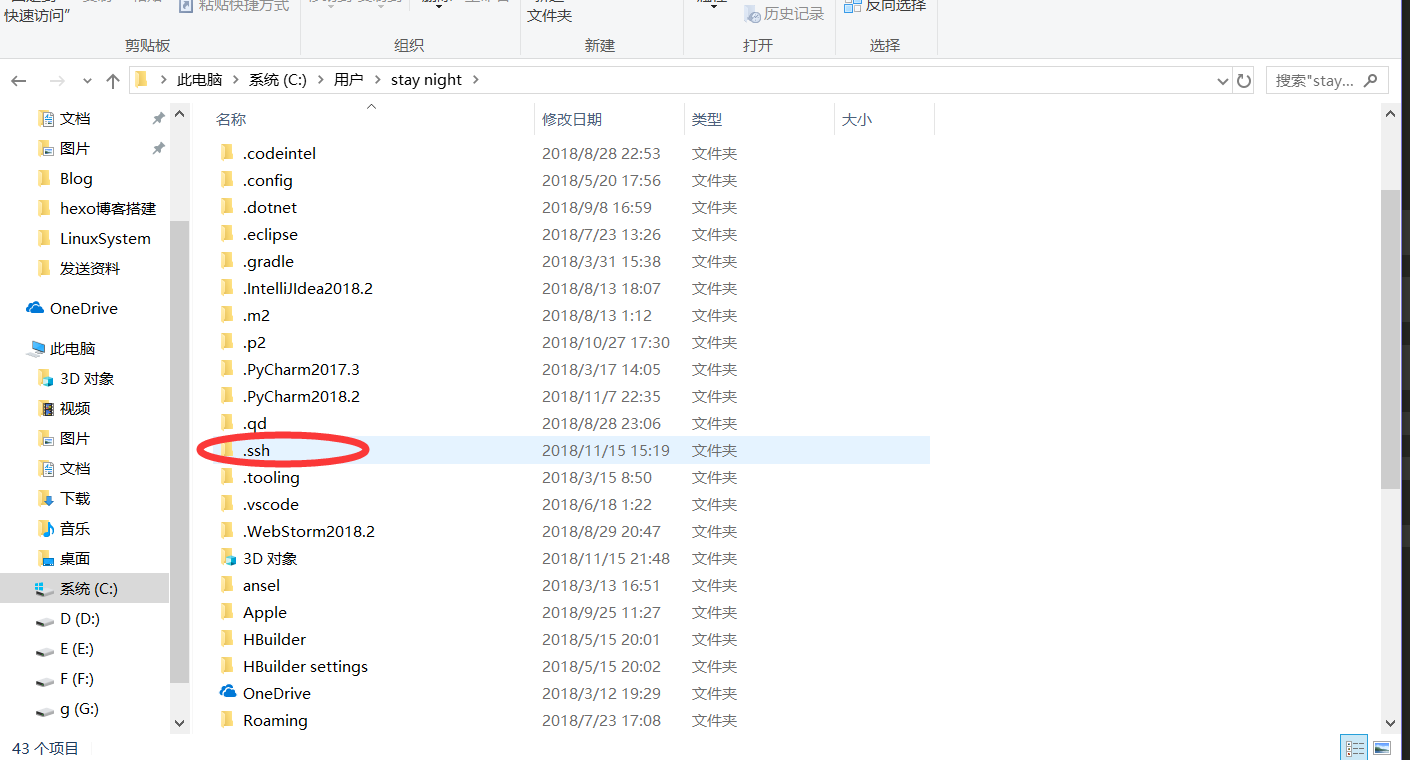 快速访问"
粘贴快捷方式
文件夹
历史记录
反向选择
剪贴板
组织
新建
打开
选择
此电脑
系统 (C:)
用户
stay night
搜索"stay...
文档
图片
Blog
hexo博客搭建
LinuxSystem
发送资料
OneDrive
此电脑
3D 对象
视频
图片
文档
下载
音乐
桌面
系统 (C:)
D (D:)
E (E:)
F (F:)
g (G:)
名称 修改日期 类型 大小
.codeintel 2018/8/28 22:53 文件夹
.config 2018/5/20 17:56 文件夹
.dotnet 2018/9/8 16:59 文件夹
.eclipse 2018/7/23 13:26 文件夹
.gradle 2018/3/31 15:38 文件夹
.IntelliJIdea2018.2 2018/8/13 18:07 文件夹
.m2 2018/8/13 1:12 文件夹
.p2 2018/10/27 17:30 文件夹
.PyCharm2017.3 2018/3/17 14:05 文件夹
.PyCharm2018.2 2018/11/7 22:35 文件夹
.qd 2018/8/28 23:06 文件夹
.ssh 2018/11/15 15:19 文件夹
.tooling 2018/3/15 8:50 文件夹
.vscode 2018/6/18 1:22 文件夹
.WebStorm2018.2 2018/8/29 20:47 文件夹
3D 对象 2018/11/15 21:48 文件夹
ansel 2018/3/13 16:51 文件夹
Apple 2018/9/25 11:27 文件夹
HBuilder 2018/5/15 20:01 文件夹
HBuilder settings 2018/5/15 20:02 文件夹
OneDrive 2018/3/12 19:29 文件夹
Roaming 2018/7/23 17:08 文件夹
43 个项目